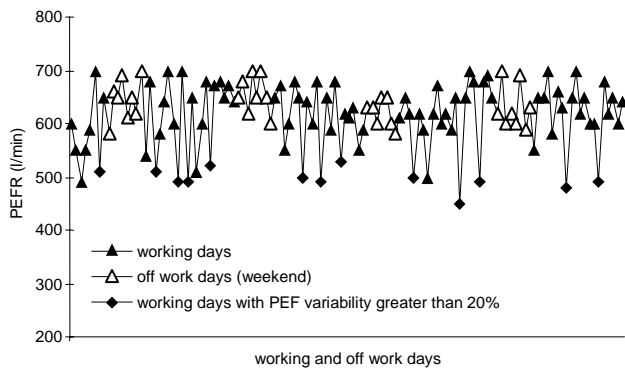 800
700
600
500
400
300
200
PEFR (l/min)
working days
off work days (weekend)
working days with PEF variability greater than 20%
working and off work days